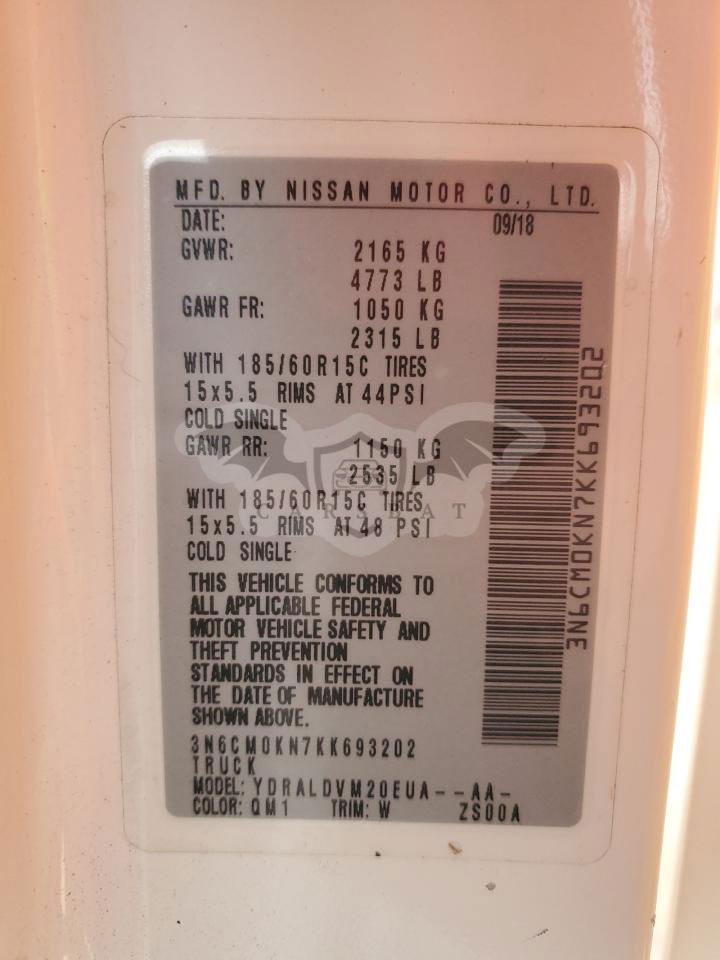 MFD. BY NISSAN MOTOR CO., LTD.
DATE: 09/18
GVWR: 2165 KG
4773 LB
GAWR FR: 1050 KG
2315 LB
WITH 185/60R15C TIRES
15x5.5 RIMS AT 44PSI
COLD SINGLE
GAWR RR: 1150 KG
2535 LB
WITH 185/60R15C TIRES
15x5.5 RIMS AT 48 PSI
COLD SINGLE
THIS VEHICLE CONFORMS TO
ALL APPLICABLE FEDERAL
MOTOR VEHICLE SAFETY AND
THEFT PREVENTION
STANDARDS IN EFFECT ON
THE DATE OF MANUFACTURE
SHOWN ABOVE.
3N6CM0KN7KK693202
TRUCK
MODEL: YDRALDVM20EUA--AA-
COLOR: QM1 TRIM: W ZS00A
3N6CM0KN7KK693202
CARSEAT